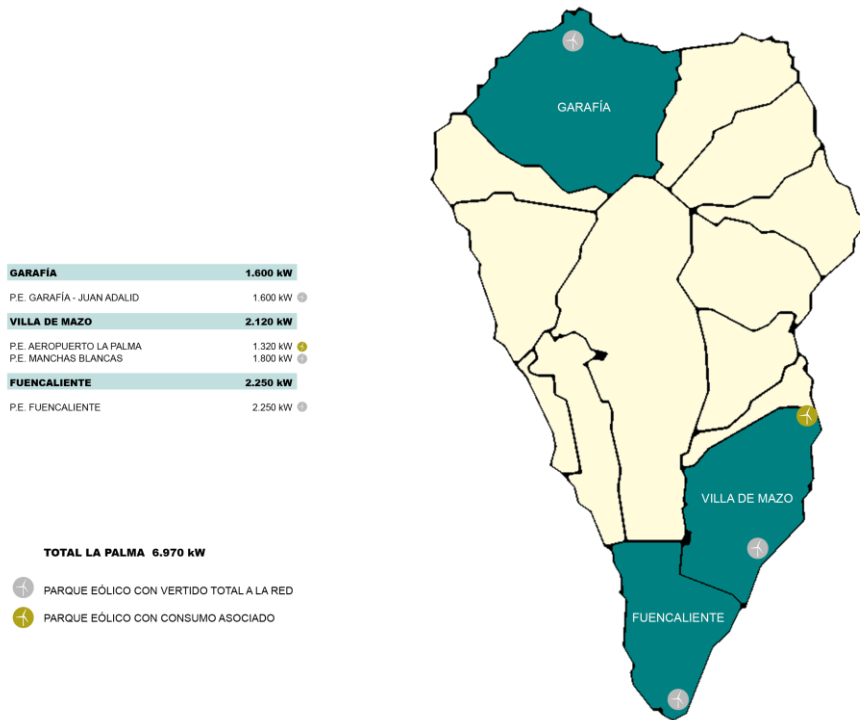 GARAFÍA 1.600 kW
P.E. GARAFÍA - JUAN ADALID 1.600 kW
VILLA DE MAZO 2.120 kW
P.E. AEROPUERTO LA PALMA 1.320 kW
P.E. MANCHAS BLANCAS 1.800 kW
FUENCALIENTE 2.250 kW
P.E. FUENCALIENTE 2.250 kW
TOTAL LA PALMA 6.970 kW
PARQUE EÓLICO CON VERTIDO TOTAL A LA RED
PARQUE EÓLICO CON CONSUMO ASOCIADO
GARAFÍA
VILLA DE MAZO
FUENCALIENTE